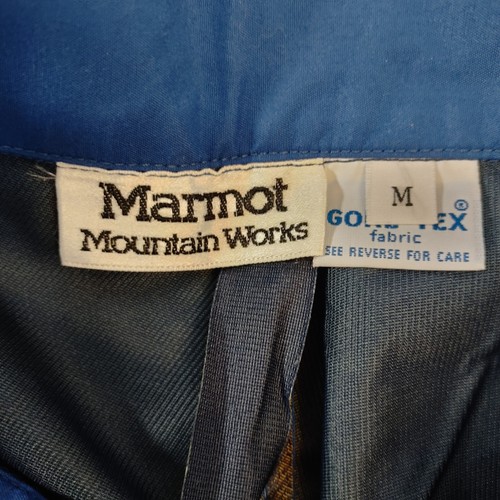 Marmot
Mountain Works
M
GORE-TEX®
fabric
SEE REVERSE FOR CARE